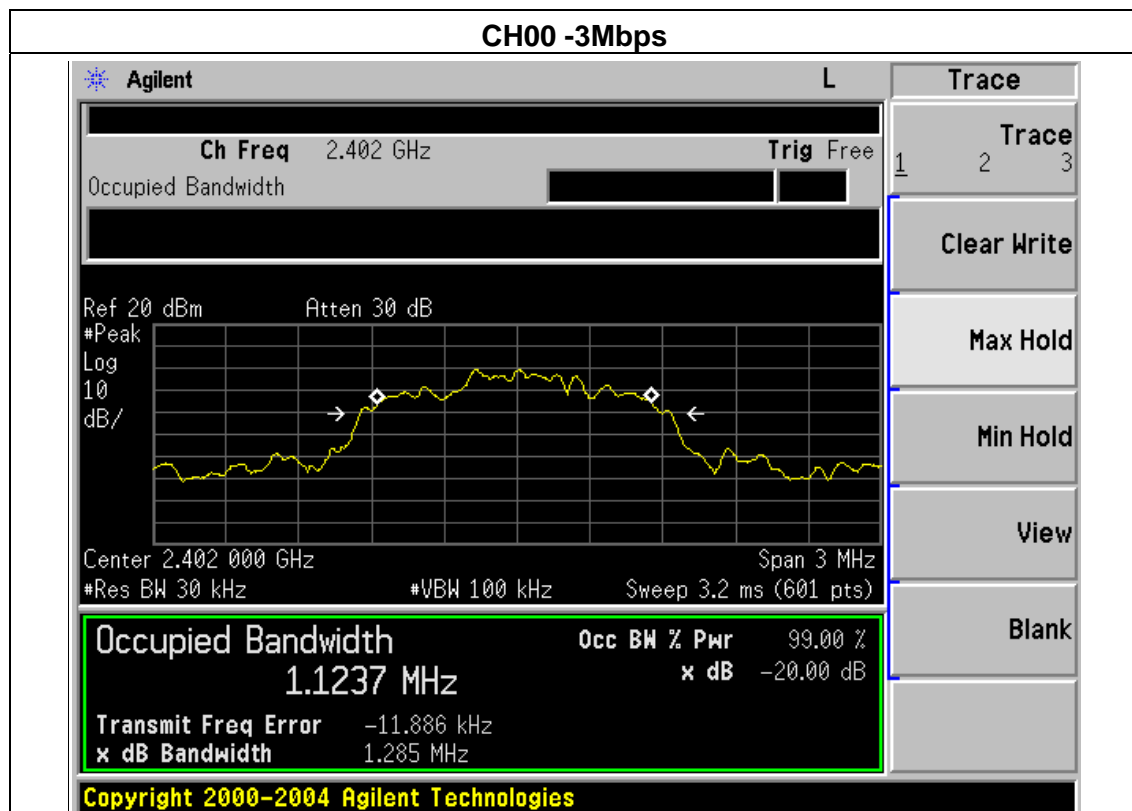 CH00 -3Mbps
Agilent L Trace
Ch Freq 2.402 GHz Trig Free
Occupied Bandwidth
Trace
1 2 3
Clear Write
Max Hold
Min Hold
View
Blank
Ref 20 dBm Atten 30 dB
#Peak
Log
10
dB/
Center 2.402 000 GHz Span 3 MHz
#Res BW 30 kHz #VBW 100 kHz Sweep 3.2 ms (601 pts)
Occupied Bandwidth Occ BW % Pwr 99.00 %
1.1237 MHz x dB -20.00 dB
Transmit Freq Error -11.886 kHz
x dB Bandwidth 1.285 MHz
Copyright 2000-2004 Agilent Technologies